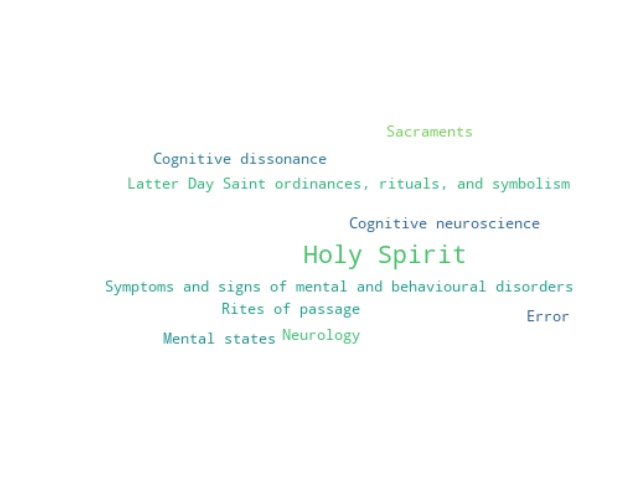 Sacraments
Cognitive dissonance
Latter Day Saint ordinances, rituals, and symbolism
Cognitive neuroscience
Holy Spirit
Symptoms and signs of mental and behavioural disorders
Rites of passage
Error
Mental states
Neurology